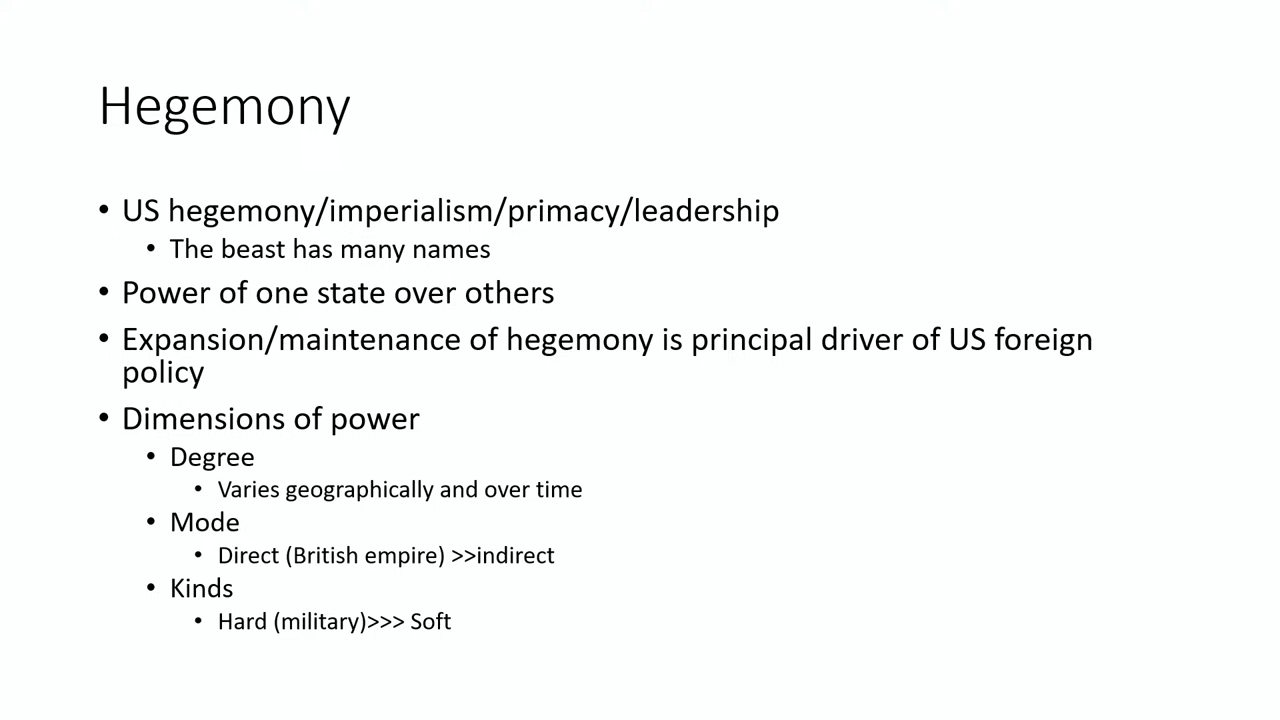 Hegemony
• US hegemony/imperialism/primacy/leadership
• The beast has many names
• Power of one state over others
• Expansion/maintenance of hegemony is principal driver of US foreign
policy
• Dimensions of power
• Degree
• Varies geographically and over time
• Mode
• Direct (British empire) >>indirect
• Kinds
• Hard (military)>>> Soft